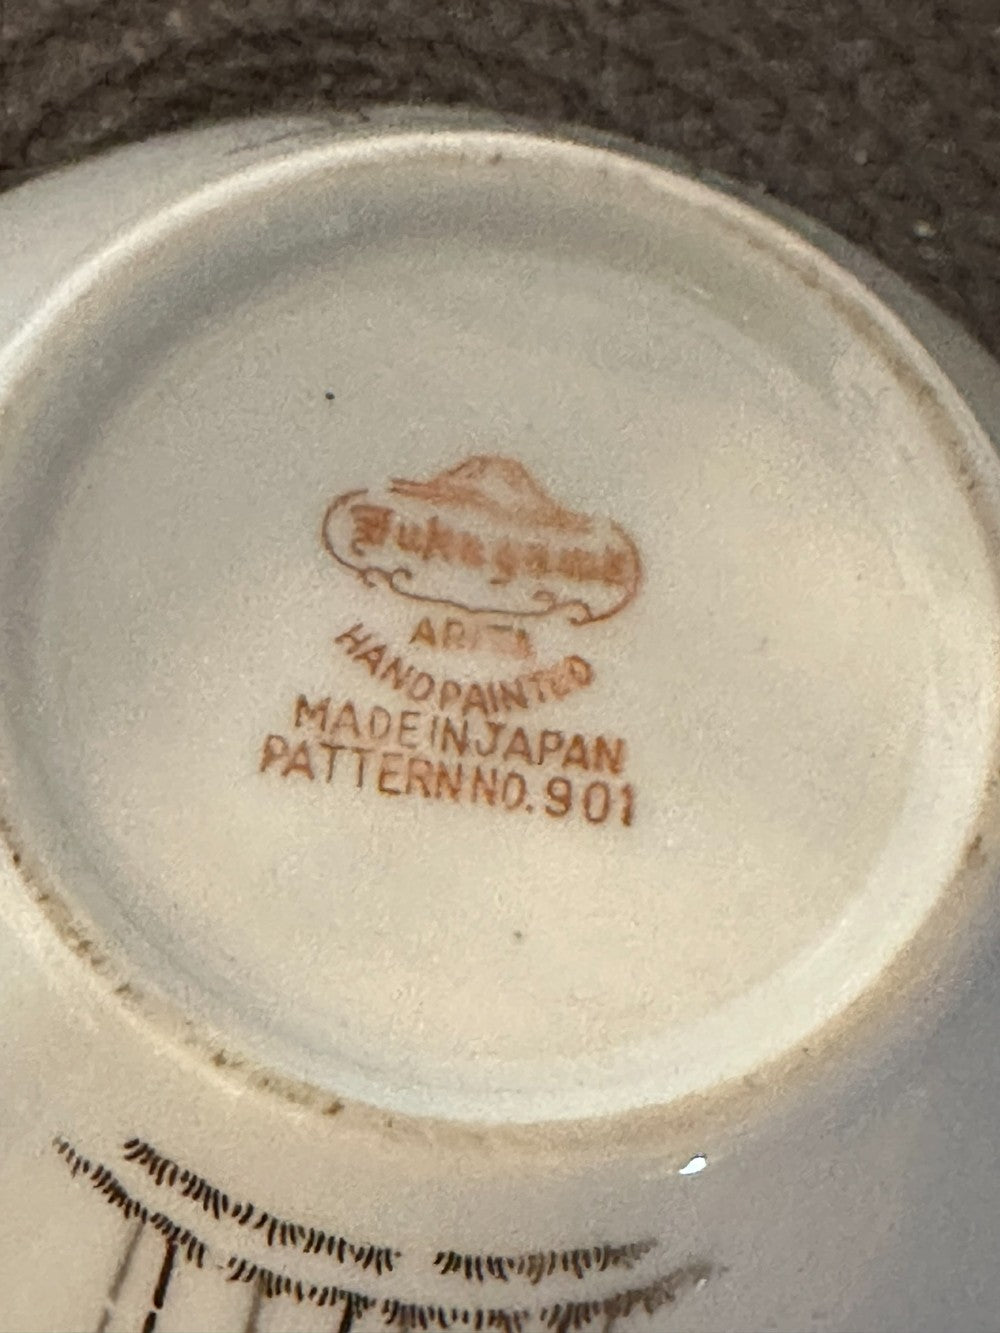 Fukagawa
ARITA
HANDPAINTED
MADE IN JAPAN
PATTERN NO. 901